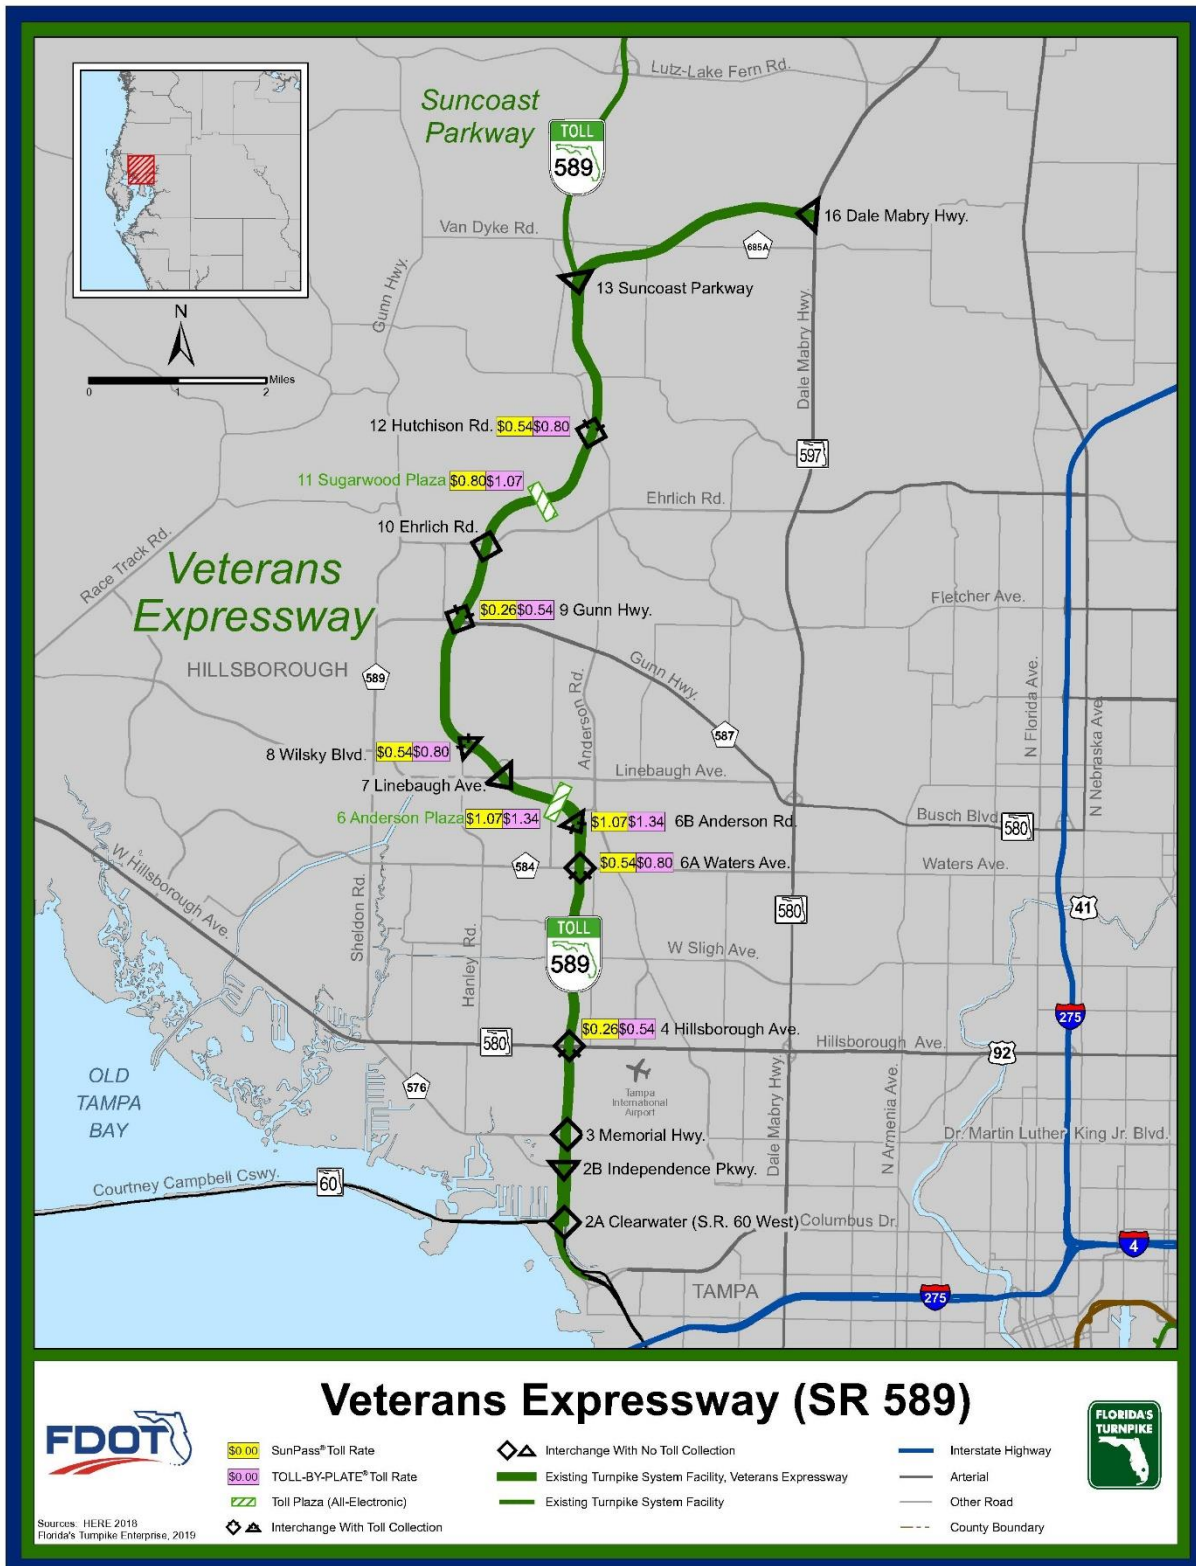 Lutz-Lake Fern Rd.
Suncoast
Parkway
TOLL
589
16 Dale Mabry Hwy.
Van Dyke Rd.
685A
13 Suncoast Parkway
Gunn Hwy.
N
0 1 2 Miles
Dale Mabry Hwy.
12 Hutchison Rd. $0.54 $0.80
597
11 Sugarwood Plaza $0.80 $1.07
Ehrlich Rd.
10 Ehrlich Rd.
Race Track Rd.
Veterans
Expressway
Fletcher Ave.
$0.26 $0.54 9 Gunn Hwy.
HILLSBOROUGH
589
Gunn Hwy.
Anderson Rd.
N Florida Ave.
N Nebraska Ave.
587
8 Wilsky Blvd. $0.54 $0.80
Linebaugh Ave.
7 Linebaugh Ave.
6 Anderson Plaza $1.07 $1.34
$1.07 $1.34 6B Anderson Rd.
Busch Blvd.
580
584
$0.54 $0.80 6A Waters Ave.
Waters Ave.
W Hillsborough Ave.
Sheldon Rd.
580
41
TOLL
589
Hanley Rd.
W Sligh Ave.
275
$0.26 $0.54 4 Hillsborough Ave.
580
Hillsborough Ave.
92
OLD
TAMPA
BAY
576
Tampa
International
Airport
Dale Mabry Hwy.
N Armenia Ave.
3 Memorial Hwy.
Dr. Martin Luther King Jr. Blvd.
2B Independence Pkwy.
Courtney Campbell Cswy.
60
2A Clearwater (S.R. 60 West)
Columbus Dr.
4
TAMPA
275
Veterans Expressway (SR 589)
FDOT
FLORIDA'S
TURNPIKE
$0.00 SunPass® Toll Rate
$0.00 TOLL-BY-PLATE® Toll Rate
Toll Plaza (All-Electronic)
Interchange With Toll Collection
Interchange With No Toll Collection
Existing Turnpike System Facility, Veterans Expressway
Existing Turnpike System Facility
Interstate Highway
Arterial
Other Road
County Boundary
Sources: HERE 2018
Florida's Turnpike Enterprise, 2019